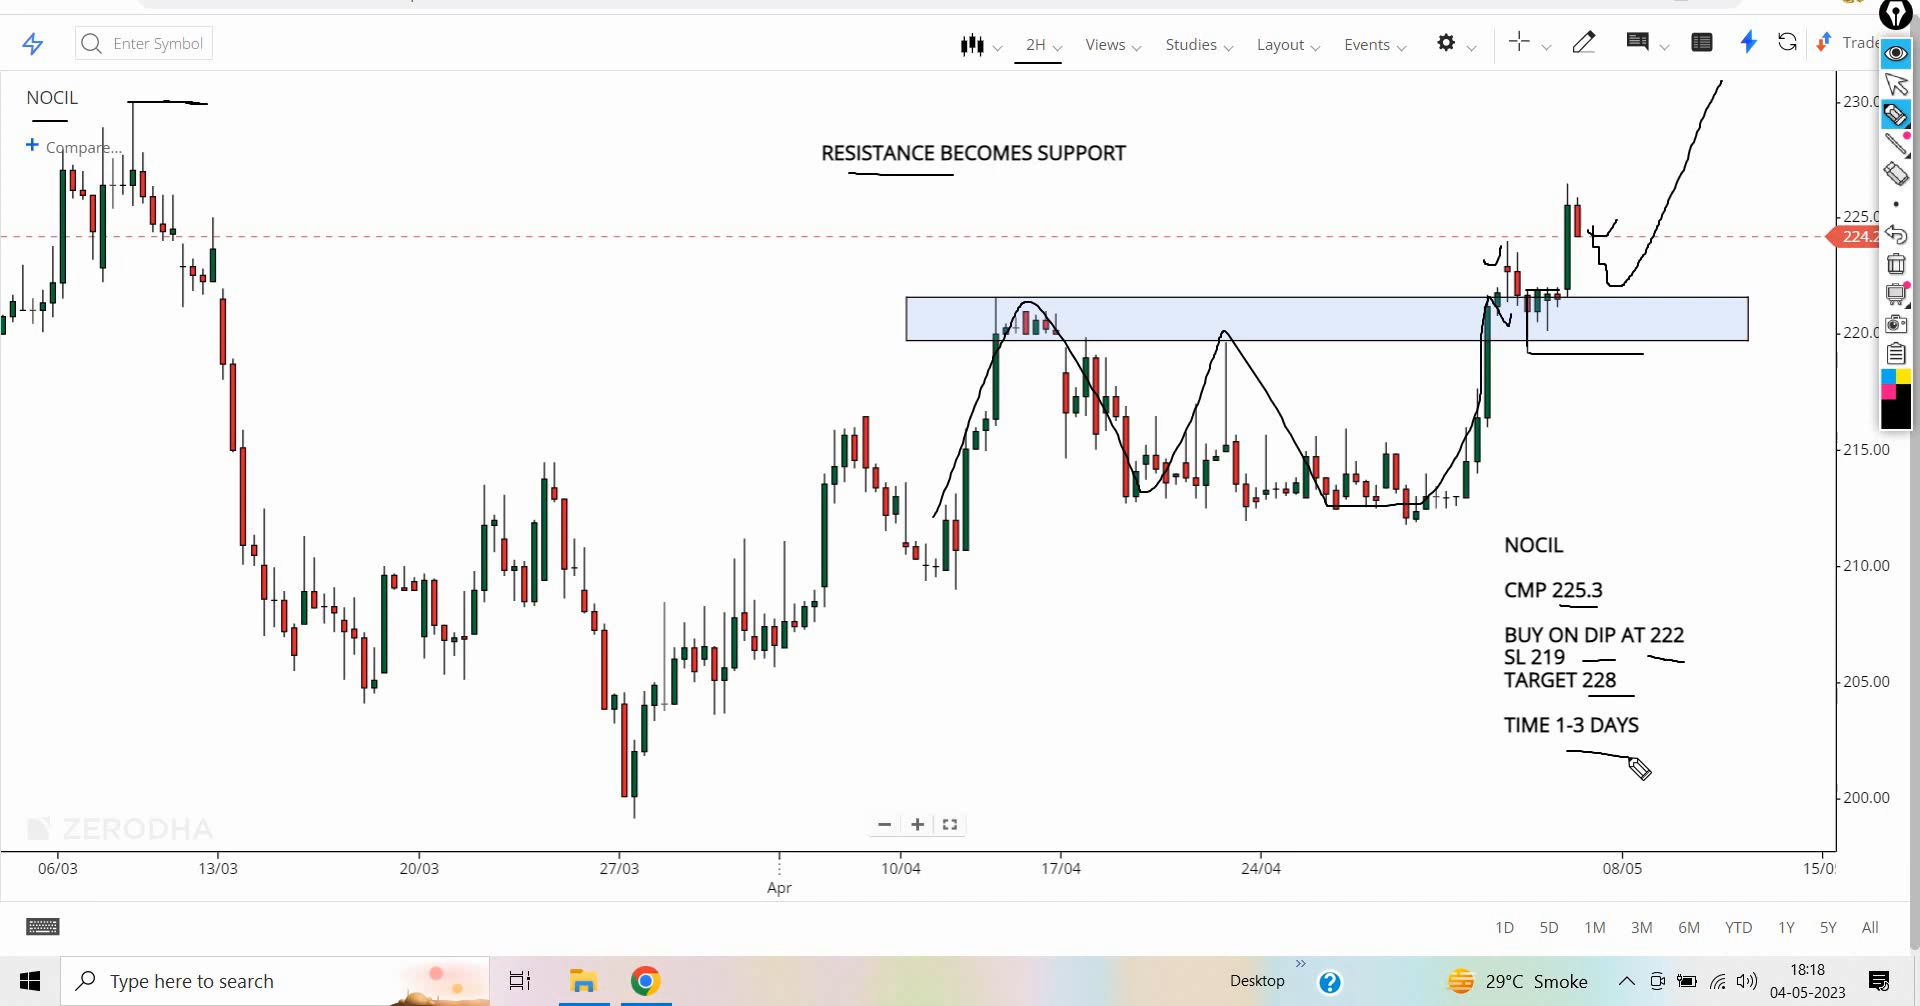 Enter Symbol
2H
Views
Studies
Layout
Events
Trade
NOCIL
Compare...
RESISTANCE BECOMES SUPPORT
230.0
225.0
224.2
220.0
215.00
210.00
205.00
200.00
NOCIL
CMP 225.3
BUY ON DIP AT 222
SL 219
TARGET 228
TIME 1-3 DAYS
ZERODHA
06/03
13/03
20/03
27/03
Apr
10/04
17/04
24/04
08/05
15/0
1D
5D
1M
3M
6M
YTD
1Y
5Y
All
Type here to search
Desktop
29°C Smoke
18:18
04-05-2023